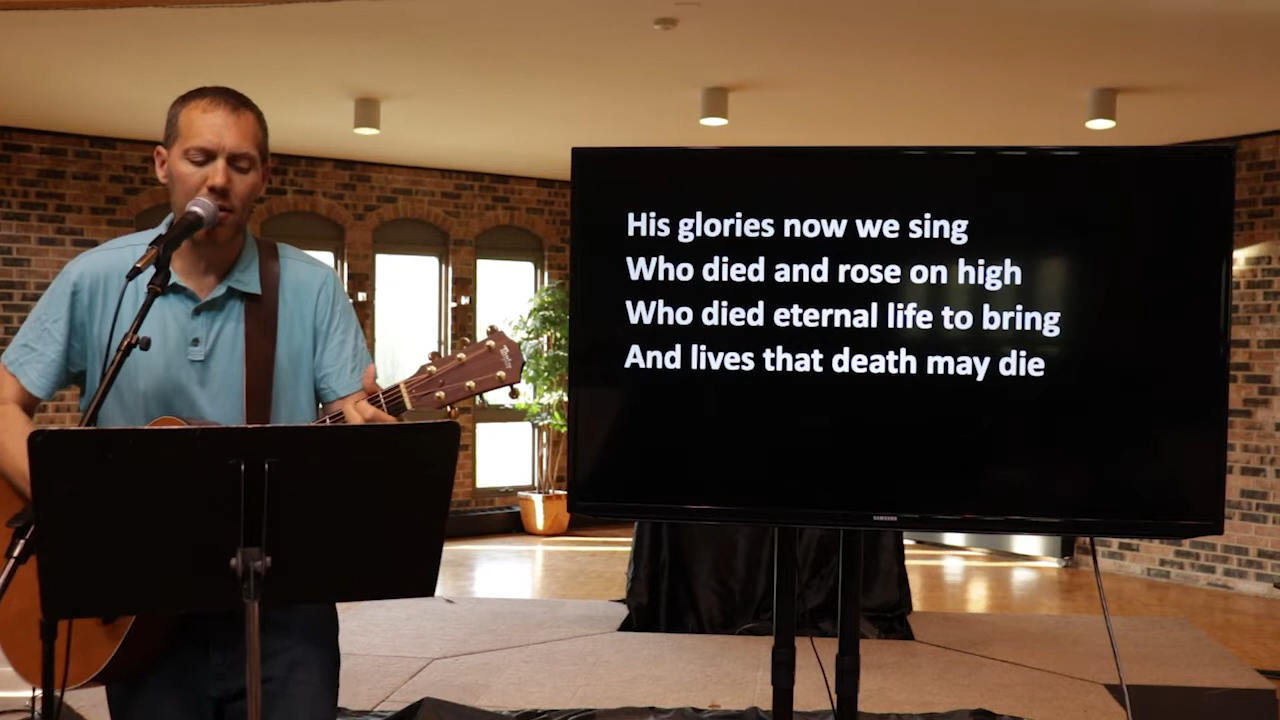 His glories now we sing
Who died and rose on high
Who died eternal life to bring
And lives that death may die
SAMSUNG
Taylor